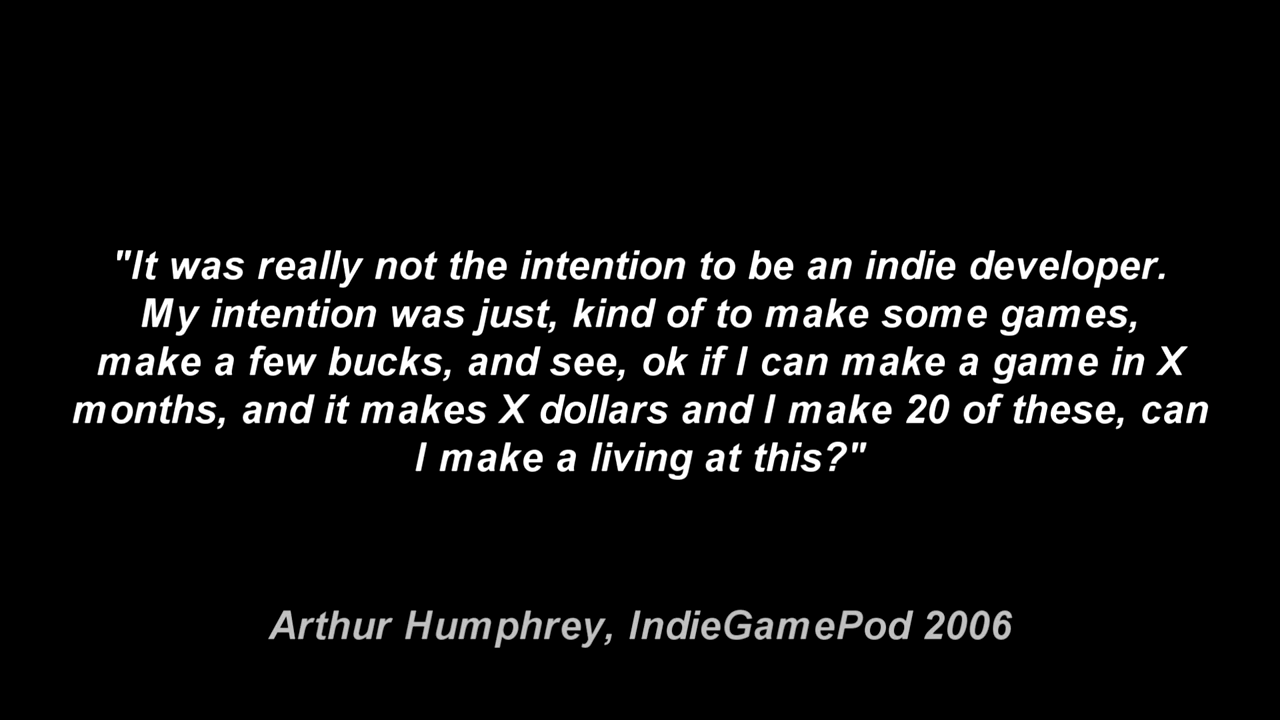 "It was really not the intention to be an indie developer.
My intention was just, kind of to make some games,
make a few bucks, and see, ok if I can make a game in X
months, and it makes X dollars and I make 20 of these, can
I make a living at this?"
Arthur Humphrey, IndieGamePod 2006